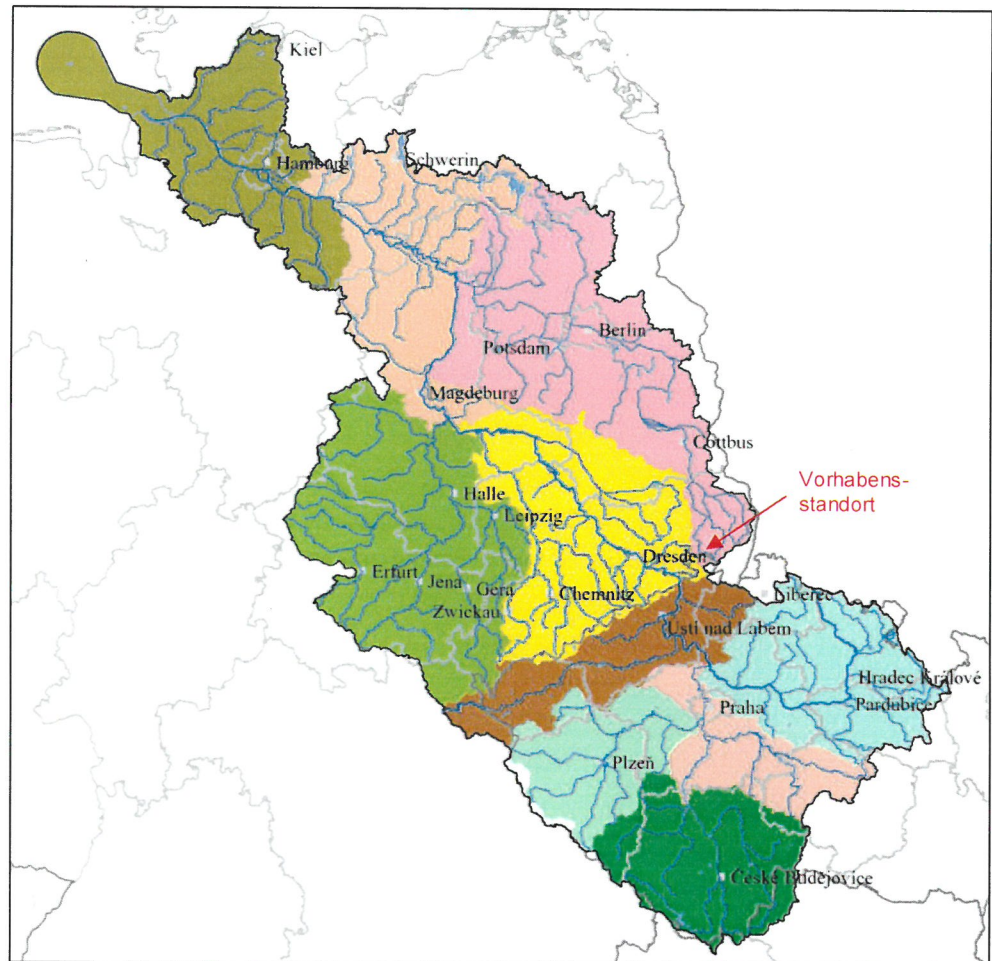 Kiel
Hamburg
Schwerin
Berlin
Potsdam
Magdeburg
Cottbus
Vorhabens-
standort
Halle
Leipzig
Dresden
Erfurt
Jena
Gera
Chemnitz
Zwickau
Liberec
Ústí nad Labem
Hradec Králové
Pardubice
Praha
Plzeň
České Budějovice